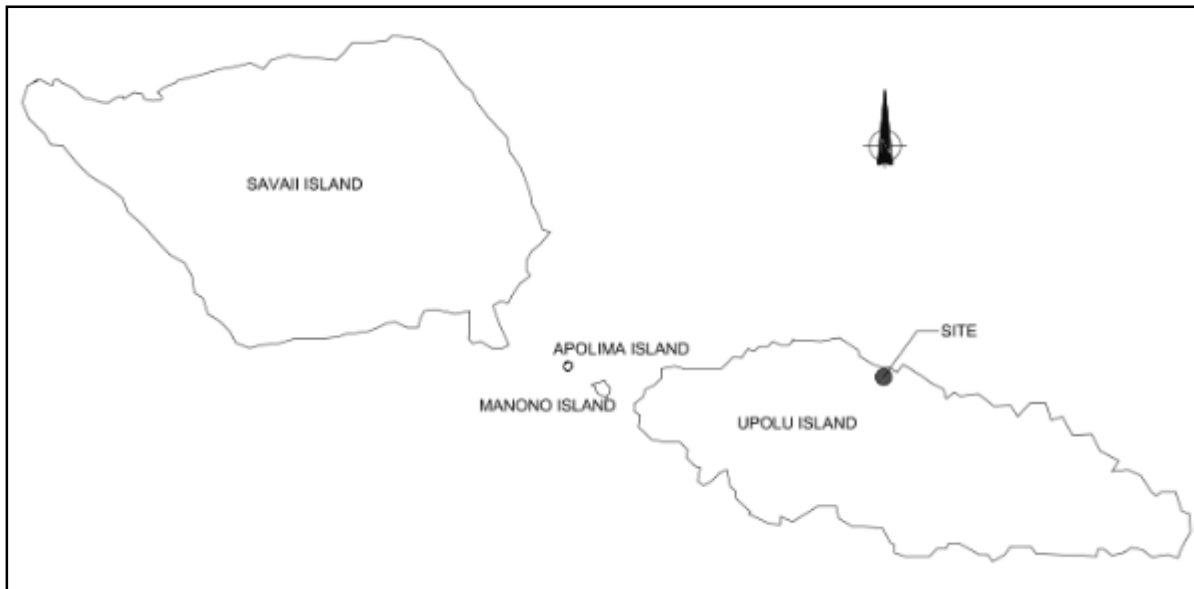 SAVAII ISLAND
SITE
APOLIMA ISLAND
MANONO ISLAND
UPOLU ISLAND